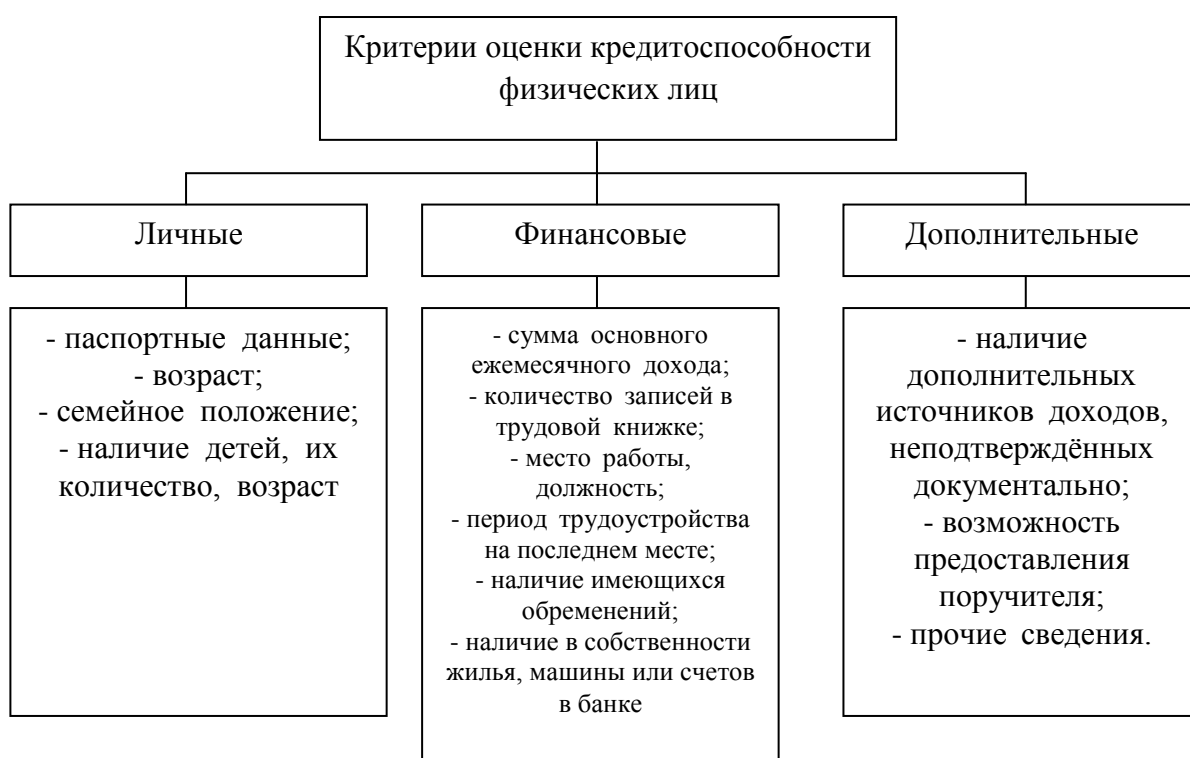 Критерии оценки кредитоспособности
физических лиц
Личные
Финансовые
Дополнительные
- паспортные данные;
- возраст;
- семейное положение;
- наличие детей, их
количество, возраст
- сумма основного
ежемесячного дохода;
- количество записей в
трудовой книжке;
- место работы,
должность;
- период трудоустройства
на последнем месте;
- наличие имеющихся
обременений;
- наличие в собственности
жилья, машины или счетов
в банке
- наличие
дополнительных
источников доходов,
неподтверждённых
документально;
- возможность
предоставления
поручителя;
- прочие сведения.